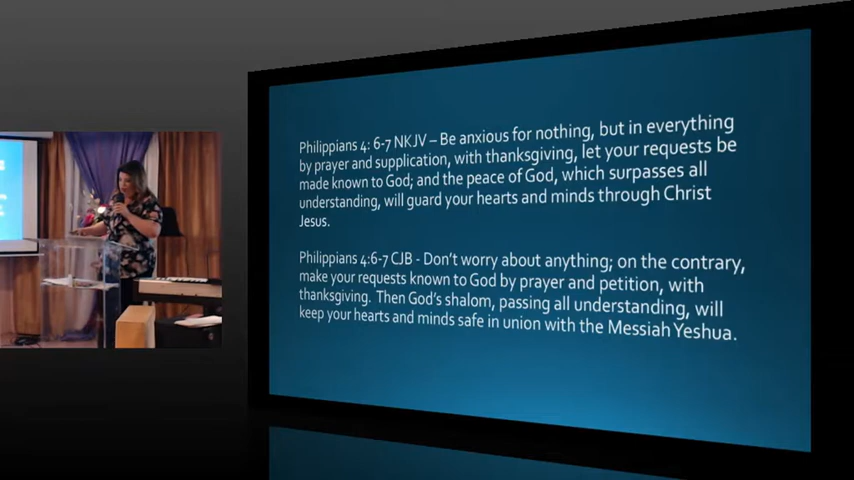 Philippians 4: 6-7 NKJV – Be anxious for nothing, but in everything
by prayer and supplication, with thanksgiving, let your requests be
made known to God; and the peace of God, which surpasses all
understanding, will guard your hearts and minds through Christ
Jesus.
Philippians 4:6-7 CJB - Don't worry about anything; on the contrary,
make your requests known to God by prayer and petition, with
thanksgiving. Then God's shalom, passing all understanding, will
keep your hearts and minds safe in union with the Messiah Yeshua.